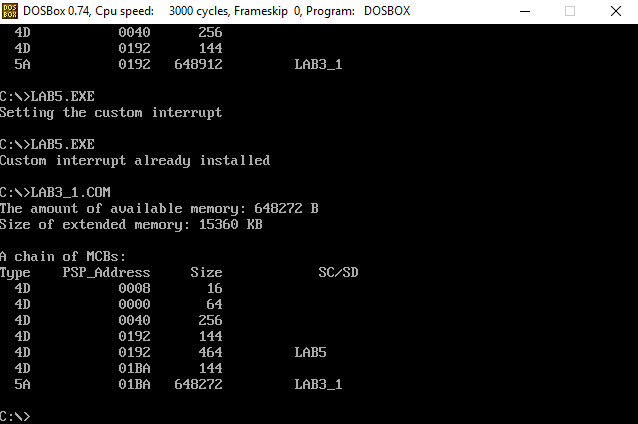 DOSBox 0.74, Cpu speed: 3000 cycles, Frameskip 0, Program: DOSBOX
4D 0040 256
4D 0192 144
5A 0192 648912 LAB3_1
C:\>LAB5.EXE
Setting the custom interrupt
C:\>LAB5.EXE
Custom interrupt already installed
C:\>LAB3_1.COM
The amount of available memory: 648272 B
Size of extended memory: 15360 KB
A chain of MCBs:
Type PSP_Address Size SC/SD
4D 0008 16
4D 0000 64
4D 0040 256
4D 0192 144
4D 0192 464 LAB5
4D 01BA 144
5A 01BA 648272 LAB3_1
C:\>